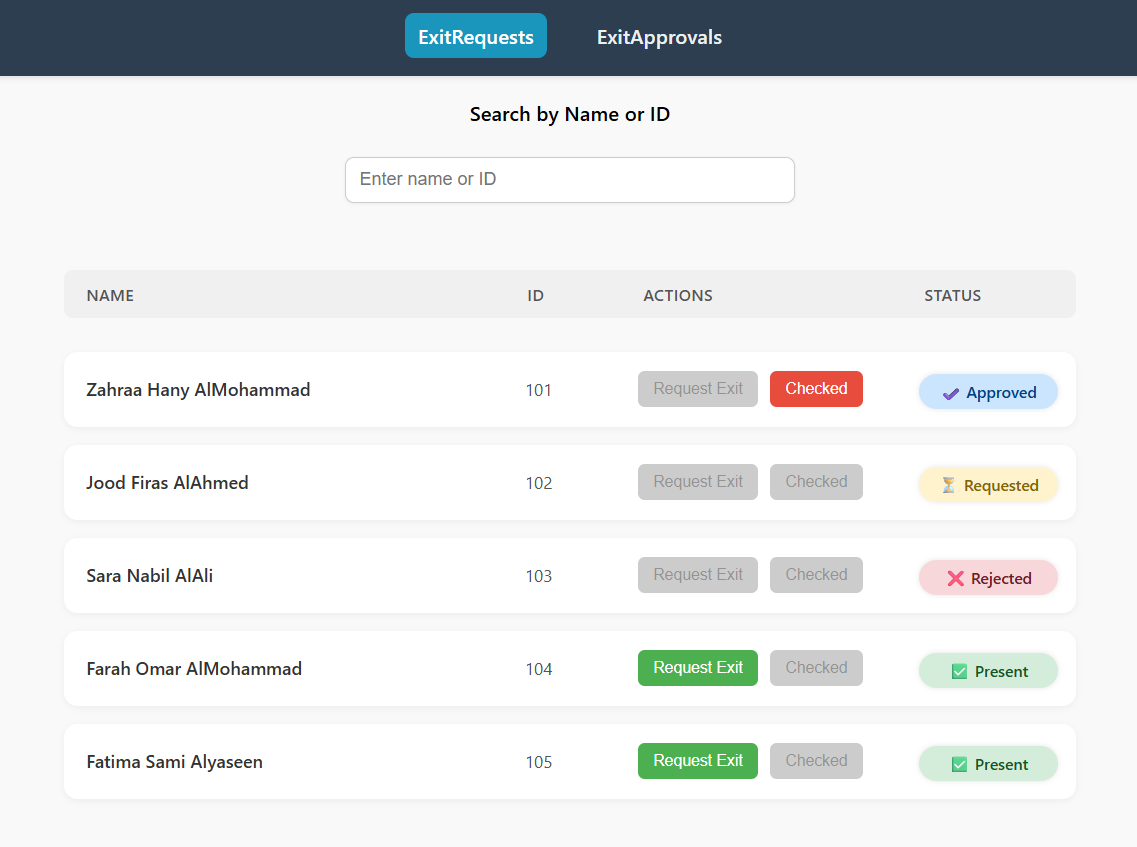 ExitRequests ExitApprovals
Search by Name or ID
Enter name or ID
NAME ID ACTIONS STATUS
Zahraa Hany AlMohammad 101 Request Exit Checked Approved
Jood Firas AlAhmed 102 Request Exit Checked Requested
Sara Nabil AlAli 103 Request Exit Checked Rejected
Farah Omar AlMohammad 104 Request Exit Checked Present
Fatima Sami Alyaseen 105 Request Exit Checked Present